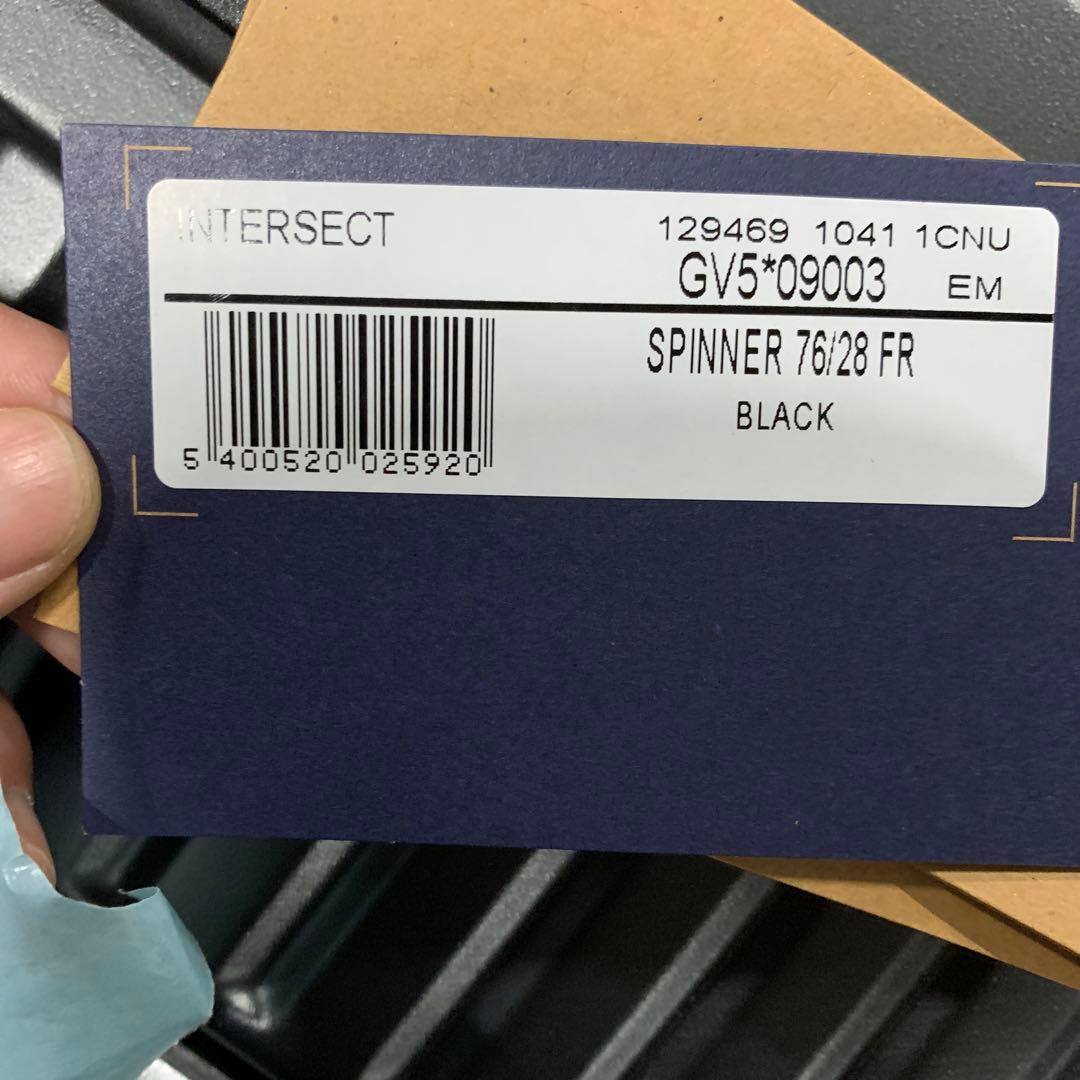 INTERSECT
129469 1041 1CNU
GV5*09003 EM
SPINNER 76/28 FR
BLACK
5 400520 025920